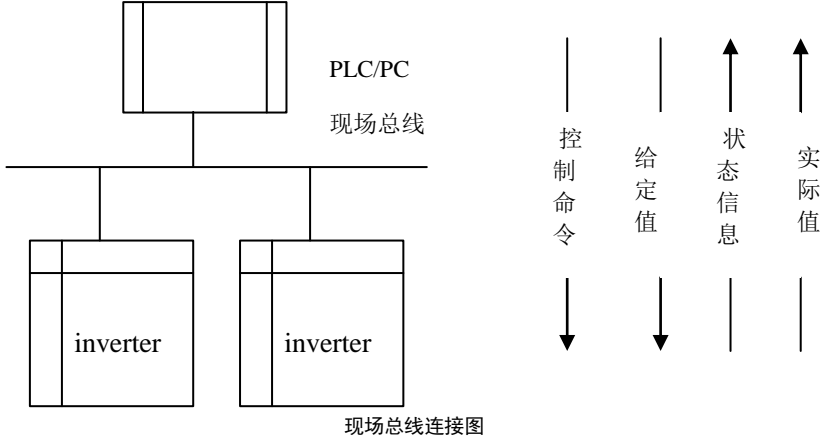 PLC/PC
现场总线
控制命令
给定值
状态信息
实际值
inverter
inverter
现场总线连接图